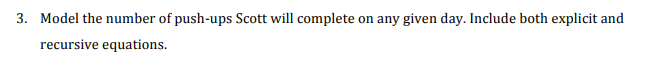 3. Model the number of push-ups Scott will complete on any given day. Include both explicit and
recursive equations.